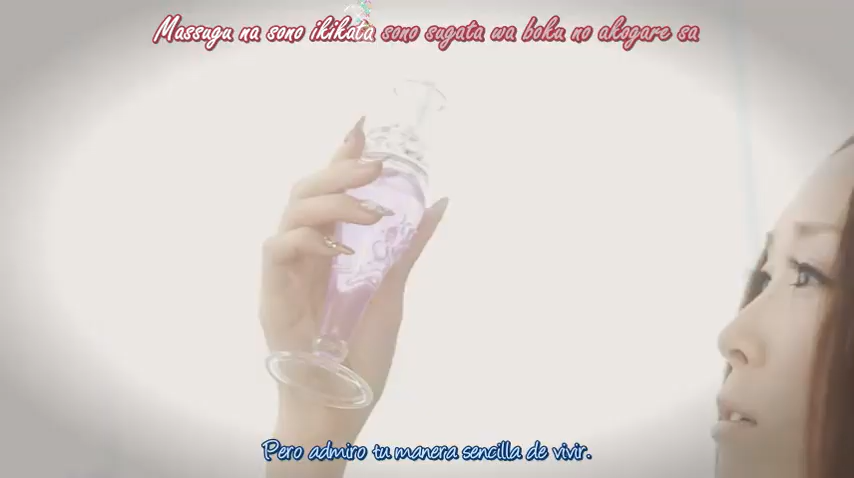 Massugu na sono ikikata sono sugata wa boku no akogare sa
Pero admiro tu manera sencilla de vivir.